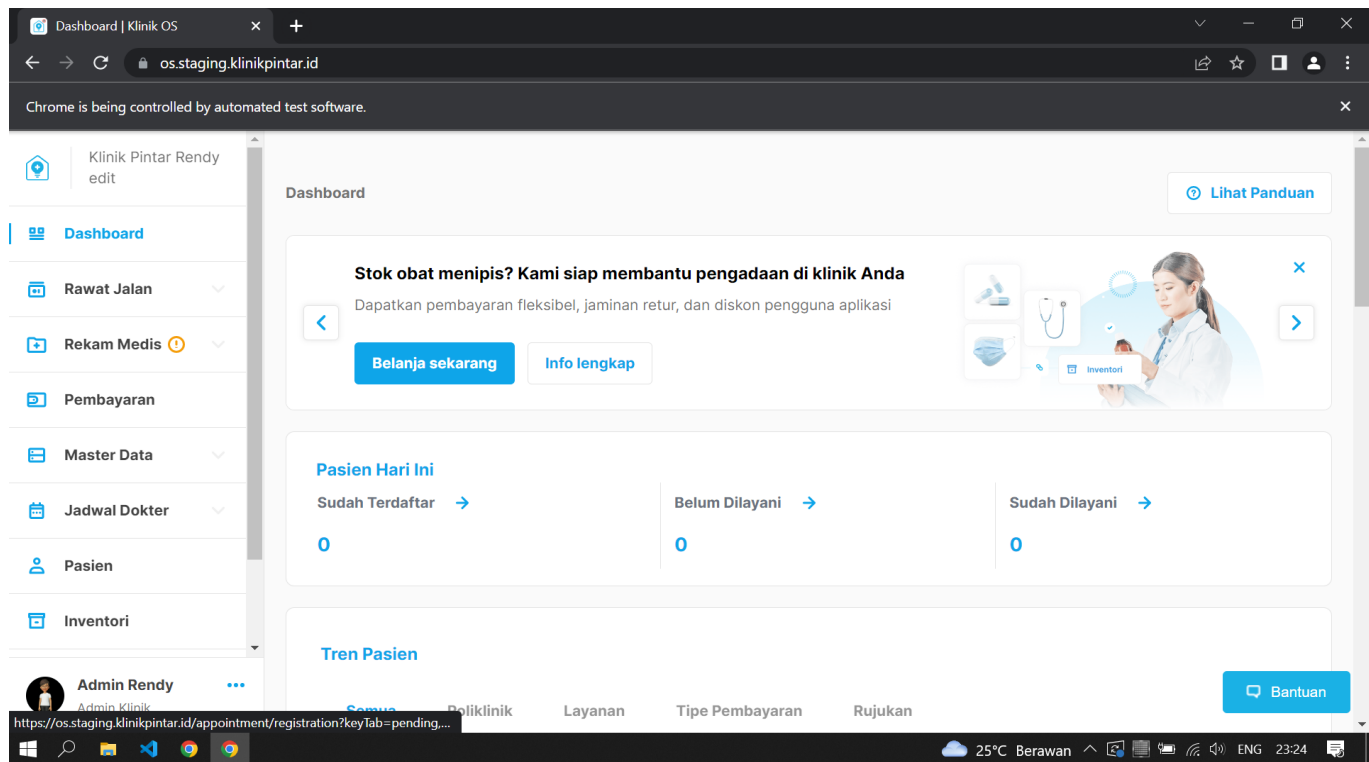 Dashboard | Klinik OS
os.staging.klinikpintar.id
Chrome is being controlled by automated test software.
Klinik Pintar Rendy
edit
Dashboard
Rawat Jalan
Rekam Medis
Pembayaran
Master Data
Jadwal Dokter
Pasien
Inventori
Admin Rendy
Admin Klinik
Dashboard
Lihat Panduan
Stok obat menipis? Kami siap membantu pengadaan di klinik Anda
Dapatkan pembayaran fleksibel, jaminan retur, dan diskon pengguna aplikasi
Belanja sekarang
Info lengkap
Inventori
Pasien Hari Ini
Sudah Terdaftar
0
Belum Dilayani
0
Sudah Dilayani
0
Tren Pasien
Semua Poliklinik Layanan Tipe Pembayaran Rujukan
Bantuan
https://os.staging.klinikpintar.id/appointment/registration?keyTab=pending,...
25°C Berawan ENG 23:24